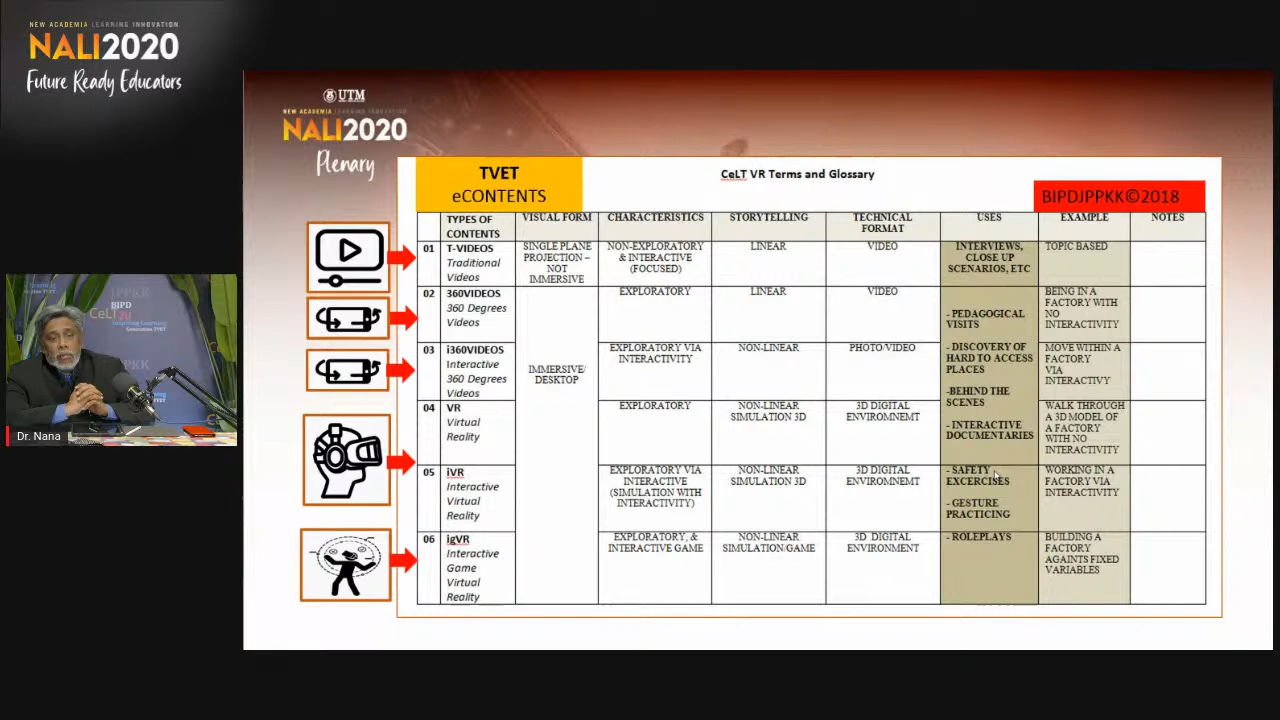 NEW ACADEMIA LEARNING INNOVATION
NALI2020
Future Ready Educators
UTM
NEW ACADEMIA LEARNING INNOVATION
NALI2020
Plenary
TVET
eCONTENTS
CeLT VR Terms and Glossary
BIPDJPPKK©2018
TYPES OF
CONTENTS
VISUAL FORM
CHARACTERISTICS
STORYTELLING
TECHNICAL
FORMAT
USES
EXAMPLE
NOTES
01
T-VIDEOS
Traditional
Videos
SINGLE PLANE
PROJECTION –
NOT
IMMERSIVE
NON-EXPLORATORY
& INTERACTIVE
(FOCUSED)
LINEAR
VIDEO
INTERVIEWS,
CLOSE UP
SCENARIOS, ETC
TOPIC BASED
02
360VIDEOS
360 Degrees
Videos
IMMERSIVE/
DESKTOP
EXPLORATORY
LINEAR
VIDEO
- PEDAGOGICAL
VISITS
- DISCOVERY OF
HARD TO ACCESS
PLACES
-BEHIND THE
SCENES
- INTERACTIVE
DOCUMENTARIES
- SAFETY
EXCERCISES
- GESTURE
PRACTICING
- ROLEPLAYS
BEING IN A
FACTORY WITH
NO
INTERACTIVITY
03
i360VIDEOS
Interactive
360 Degrees
Videos
EXPLORATORY VIA
INTERACTIVITY
NON-LINEAR
PHOTO/VIDEO
MOVE WITHIN A
FACTORY
VIA
INTERACTIVY
04
VR
Virtual
Reality
EXPLORATORY
NON-LINEAR
SIMULATION 3D
3D DIGITAL
ENVIROMNEMT
WALK THROUGH
A 3D MODEL OF
A FACTORY
WITH NO
INTERACTIVITY
05
iVR
Interactive
Virtual
Reality
EXPLORATORY VIA
INTERACTIVE
(SIMULATION WITH
INTERACTIVITY)
NON-LINEAR
SIMULATION 3D
3D DIGITAL
ENVIROMNEMT
WORKING IN A
FACTORY VIA
INTERACTIVITY
06
igVR
Interactive
Game
Virtual
Reality
EXPLORATORY, &
INTERACTIVE GAME
NON-LINEAR
SIMULATION/GAME
3D DIGITAL
ENVIRONMENT
BUILDING A
FACTORY
AGAINTS FIXED
VARIABLES
BIPD
CeLT
Dr. Nana